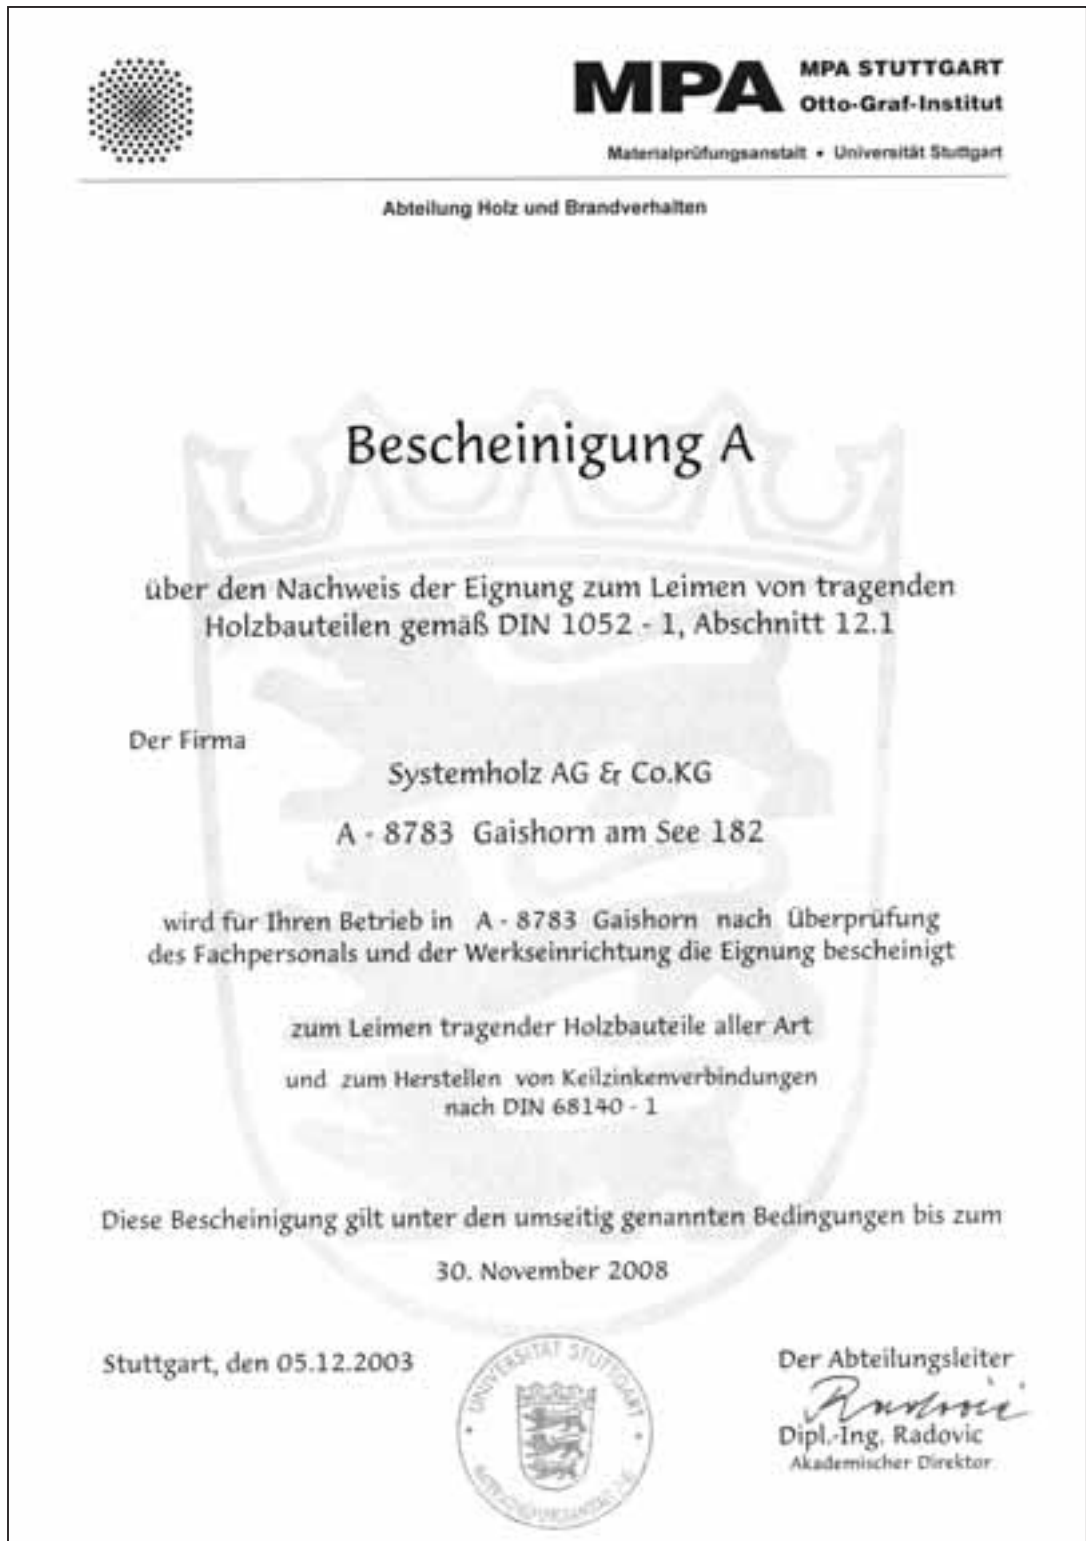 MPA
MPA STUTTGART
Otto-Graf-Institut
Materialprüfungsanstalt • Universität Stuttgart
Abteilung Holz und Brandverhalten
Bescheinigung A
über den Nachweis der Eignung zum Leimen von tragenden
Holzbauteilen gemäß DIN 1052 - 1, Abschnitt 12.1
Der Firma
Systemholz AG & Co.KG
A - 8783 Gaishorn am See 182
wird für Ihren Betrieb in A - 8783 Gaishorn nach Überprüfung
des Fachpersonals und der Werkseinrichtung die Eignung bescheinigt
zum Leimen tragender Holzbauteile aller Art
und zum Herstellen von Keilzinkenverbindungen
nach DIN 68140 - 1
Diese Bescheinigung gilt unter den umseitig genannten Bedingungen bis zum
30. November 2008
Stuttgart, den 05.12.2003
UNIVERSITÄT STUTTGART
Der Abteilungsleiter
Radovic
Dipl.-Ing. Radovic
Akademischer Direktor